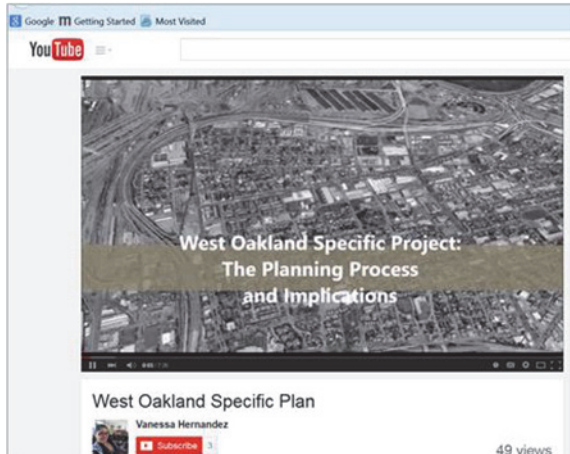 Google Getting Started Most Visited
YouTube
West Oakland Specific Project:
The Planning Process
and Implications
West Oakland Specific Plan
Vanessa Hernandez
Subscribe 3
49 views